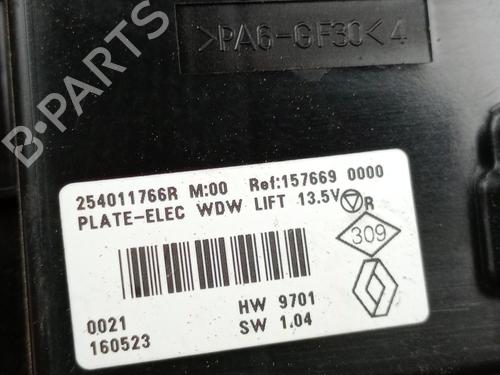 >PA6-GF30<4
B-PARTS
254011766R M:00 Ref:157669 0000
PLATE-ELEC WDW LIFT 13.5V R
309
HW 9701
0021
SW 1.04
160523